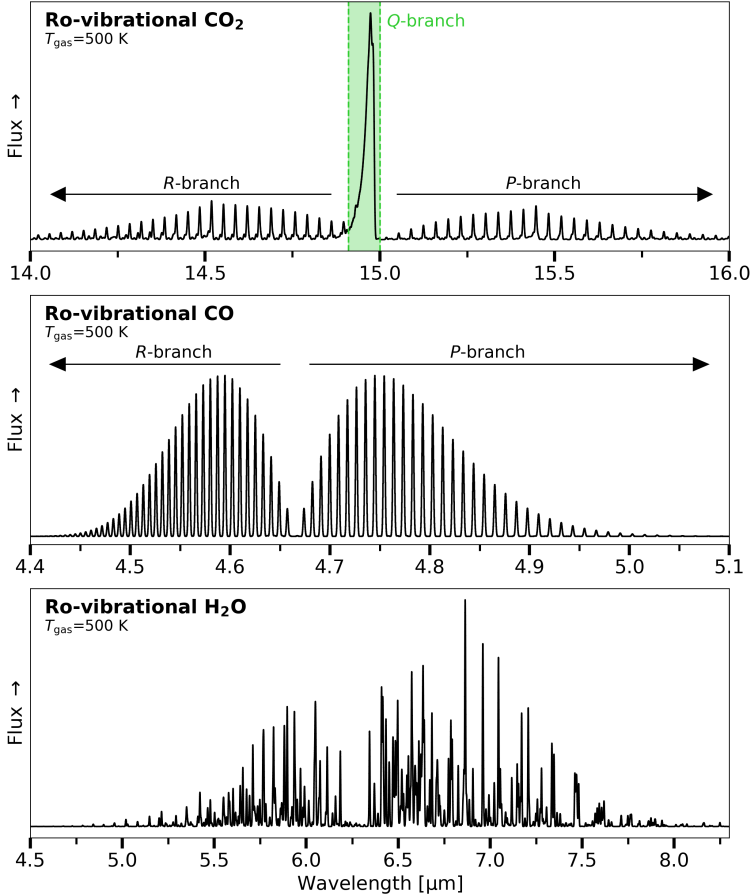 Ro-vibrational CO₂
T_gas=500 K
Q-branch
R-branch
P-branch
Flux →
14.0 14.5 15.0 15.5 16.0
Ro-vibrational CO
T_gas=500 K
R-branch
P-branch
Flux →
4.4 4.5 4.6 4.7 4.8 4.9 5.0 5.1
Ro-vibrational H₂O
T_gas=500 K
Flux →
4.5 5.0 5.5 6.0 6.5 7.0 7.5 8.0
Wavelength [μm]